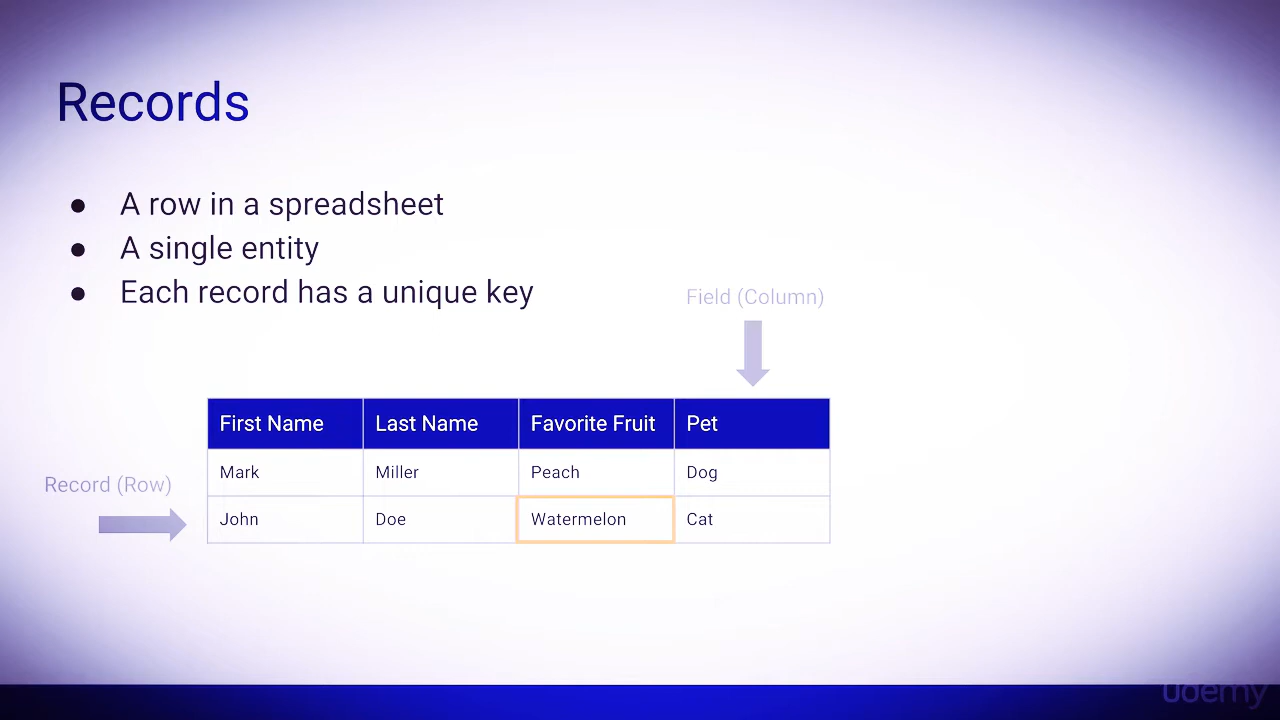 Records
● A row in a spreadsheet
● A single entity
● Each record has a unique key
Field (Column)
First Name Last Name Favorite Fruit Pet
Mark Miller Peach Dog
Record (Row)
John Doe Watermelon Cat
udemy